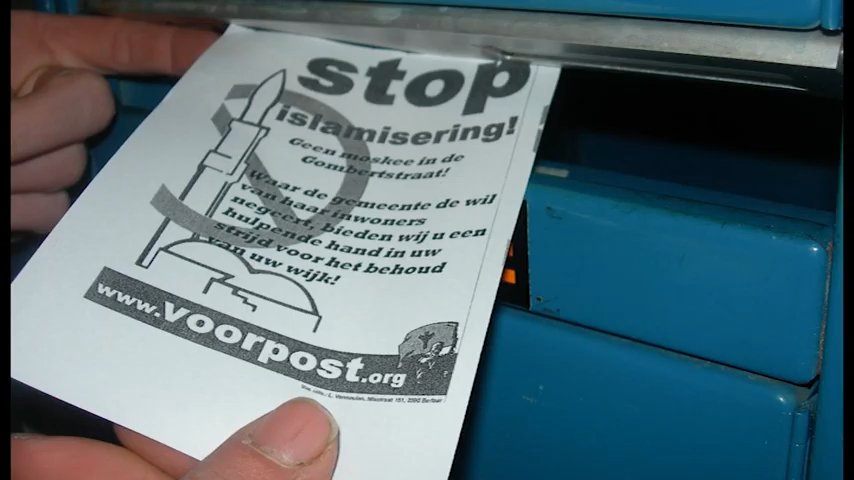 stop
islamisering!
Geen moskee in de
Gombertstraat!
Waar de gemeente de wil
van haar inwoners
negeert, bieden wij u een
hulpende hand in uw
strijd voor het behoud
van uw wijk!
www.voorpost.org